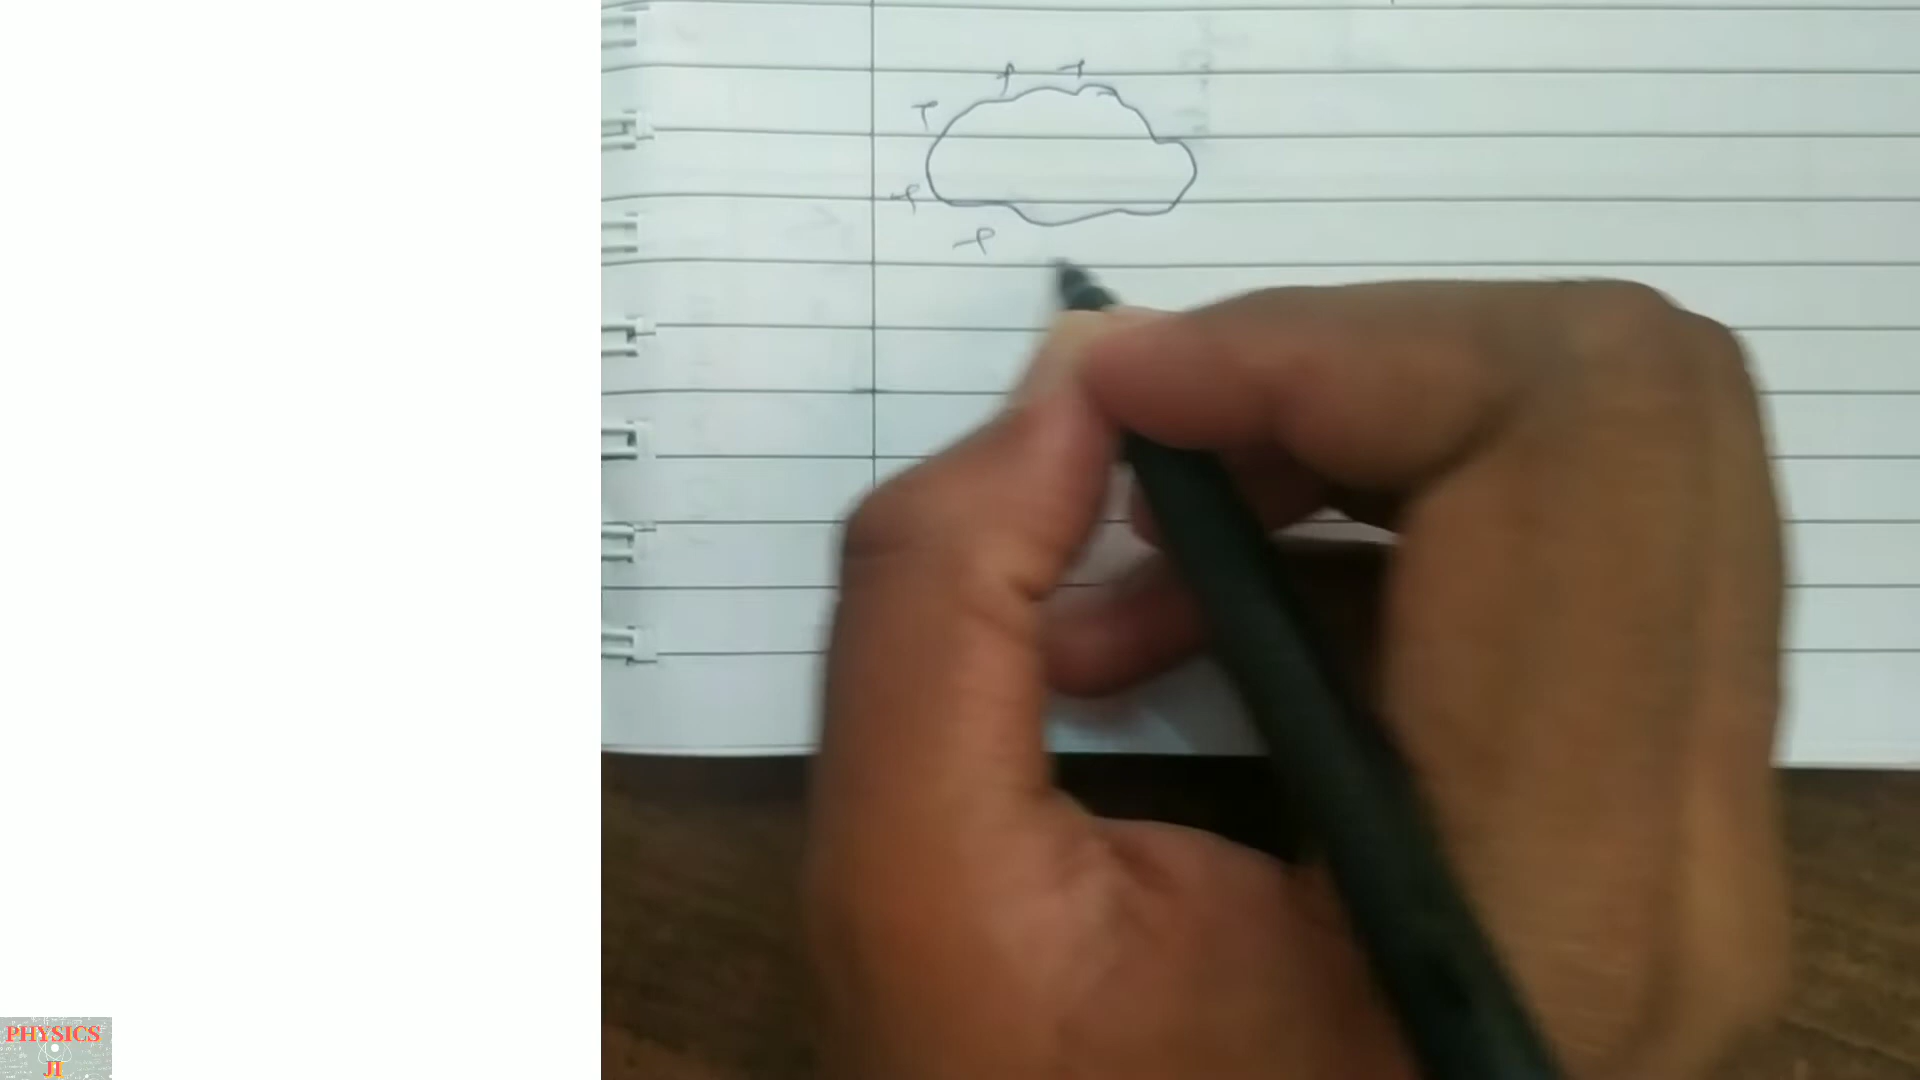 + +
+
+
+
PHYSICS
JI